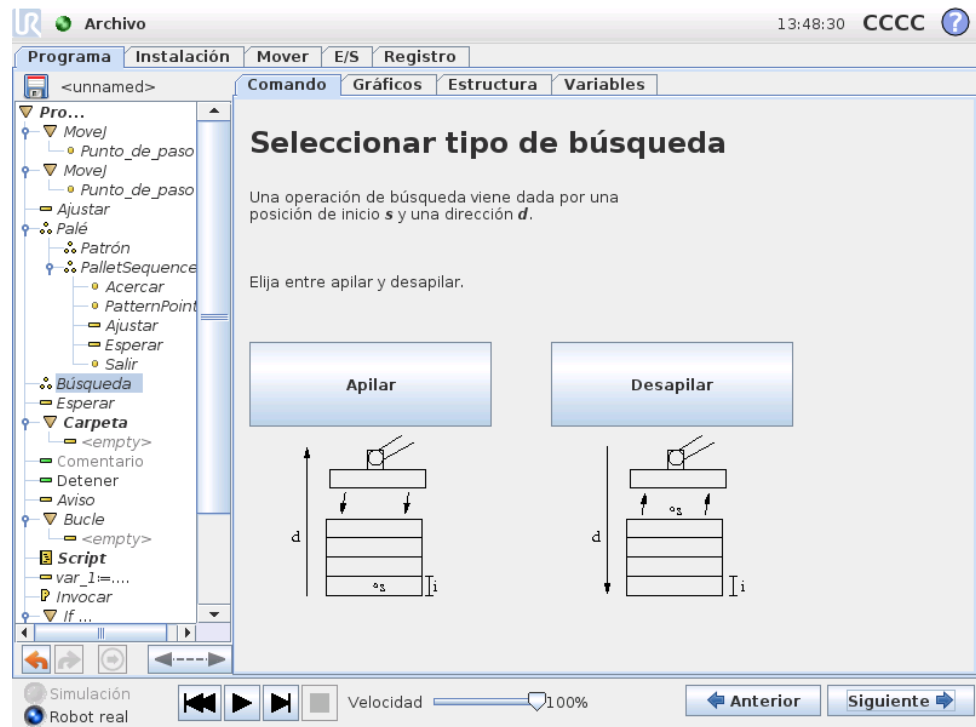 UR Archivo 13:48:30 CCCC ?
Programa Instalación Mover E/S Registro
<unnamed>
Comando Gráficos Estructura Variables
Pro...
MoveJ
Punto_de_paso
MoveJ
Punto_de_paso
Ajustar
Palé
Patrón
PalletSequence
Acercar
PatternPoint
Ajustar
Esperar
Salir
Búsqueda
Esperar
Carpeta
<empty>
Comentario
Detener
Aviso
Bucle
<empty>
Script
var_1:=....
P Invocar
If ...
Seleccionar tipo de búsqueda
Una operación de búsqueda viene dada por una
posición de inicio s y una dirección d.
Elija entre apilar y desapilar.
Apilar
Desapilar
d
s
i
d
s
i
Simulación
Robot real
Velocidad 100%
Anterior
Siguiente